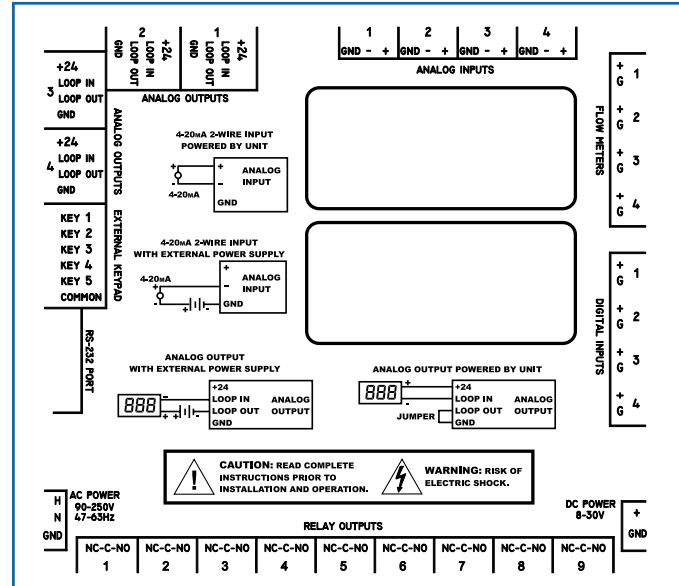 2 1
GND LOOP OUT LOOP IN +24
GND LOOP OUT LOOP IN +24
ANALOG OUTPUTS
1 2 3 4
GND - + GND - + GND - + GND - +
ANALOG INPUTS
3
+24
LOOP IN
LOOP OUT
GND
4
+24
LOOP IN
LOOP OUT
GND
ANALOG OUTPUTS
KEY 1
KEY 2
KEY 3
KEY 4
KEY 5
COMMON
EXTERNAL KEYPAD
RS-232 PORT
4-20MA 2-WIRE INPUT
POWERED BY UNIT
+
-
4-20MA
+
−
ANALOG
INPUT
GND
4-20MA 2-WIRE INPUT
WITH EXTERNAL POWER SUPPLY
4-20MA
+
-
+ -
+
−
ANALOG
INPUT
GND
ANALOG OUTPUT
WITH EXTERNAL POWER SUPPLY
888
-
+ + -
+24
LOOP IN
LOOP OUT
GND
ANALOG
OUTPUT
ANALOG OUTPUT POWERED BY UNIT
888
+
-
JUMPER
+24
LOOP IN
LOOP OUT
GND
ANALOG
OUTPUT
FLOW METERS
+ G 1
+ G 2
+ G 3
+ G 4
DIGITAL INPUTS
+ G 1
+ G 2
+ G 3
+ G 4
! CAUTION: READ COMPLETE
INSTRUCTIONS PRIOR TO
INSTALLATION AND OPERATION.
WARNING: RISK OF
ELECTRIC SHOCK.
H
N
GND
AC POWER
90-250V
47-63Hz
DC POWER
8-30V
+
GND
RELAY OUTPUTS
NC-C-NO NC-C-NO NC-C-NO NC-C-NO NC-C-NO NC-C-NO NC-C-NO NC-C-NO NC-C-NO
1 2 3 4 5 6 7 8 9